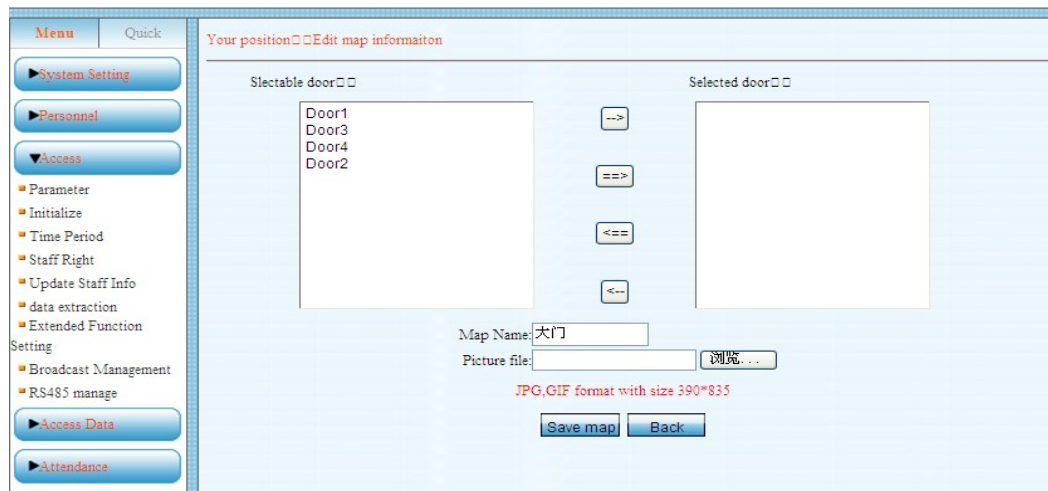 Menu
Quick
Your position□□Edit map informaiton
▶System Setting
▶Personnel
▼Access
Parameter
Initialize
Time Period
Staff Right
Update Staff Info
data extraction
Extended Function
Setting
Broadcast Management
RS485 manage
▶Access Data
▶Attendance
Slectable door□□
Selected door□□
Door1
Door3
Door4
Door2
-->
==>
<==
<--
Map Name:大门
Picture file:
浏览...
JPG,GIF format with size 390*835
Save map
Back